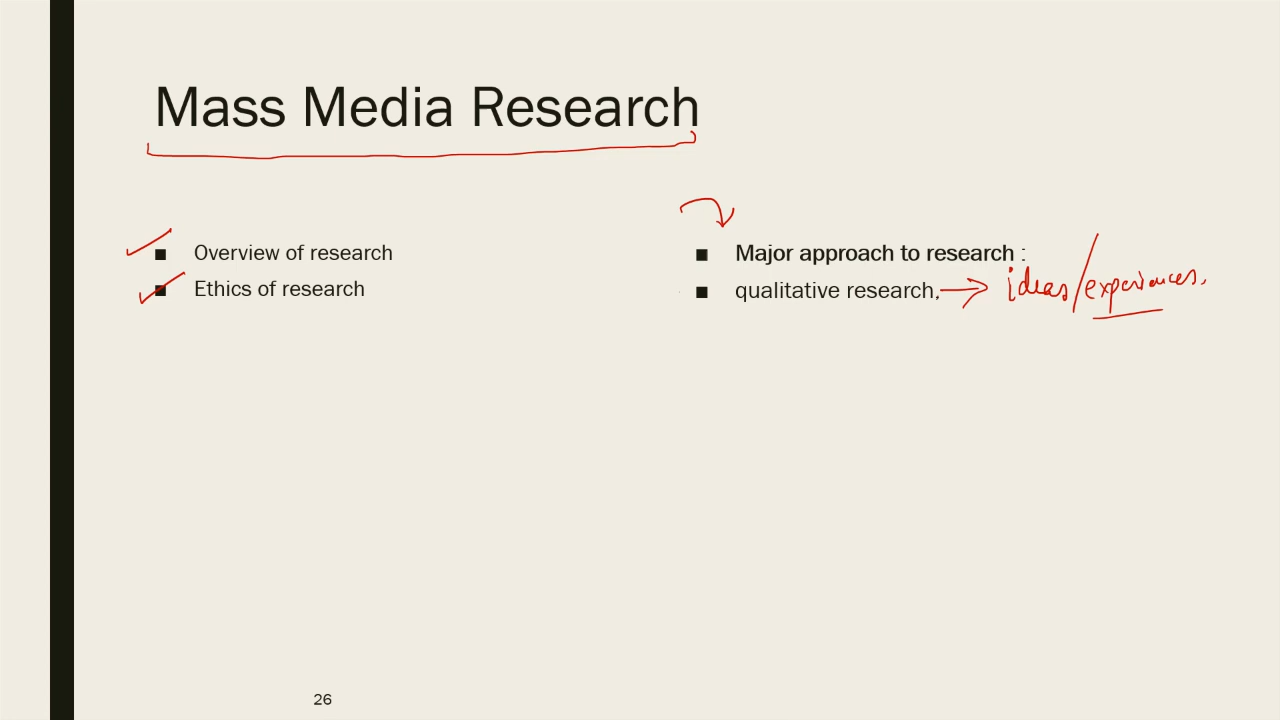 Mass Media Research
Overview of research
Ethics of research
Major approach to research :
qualitative research, → ideas/experiences.
26